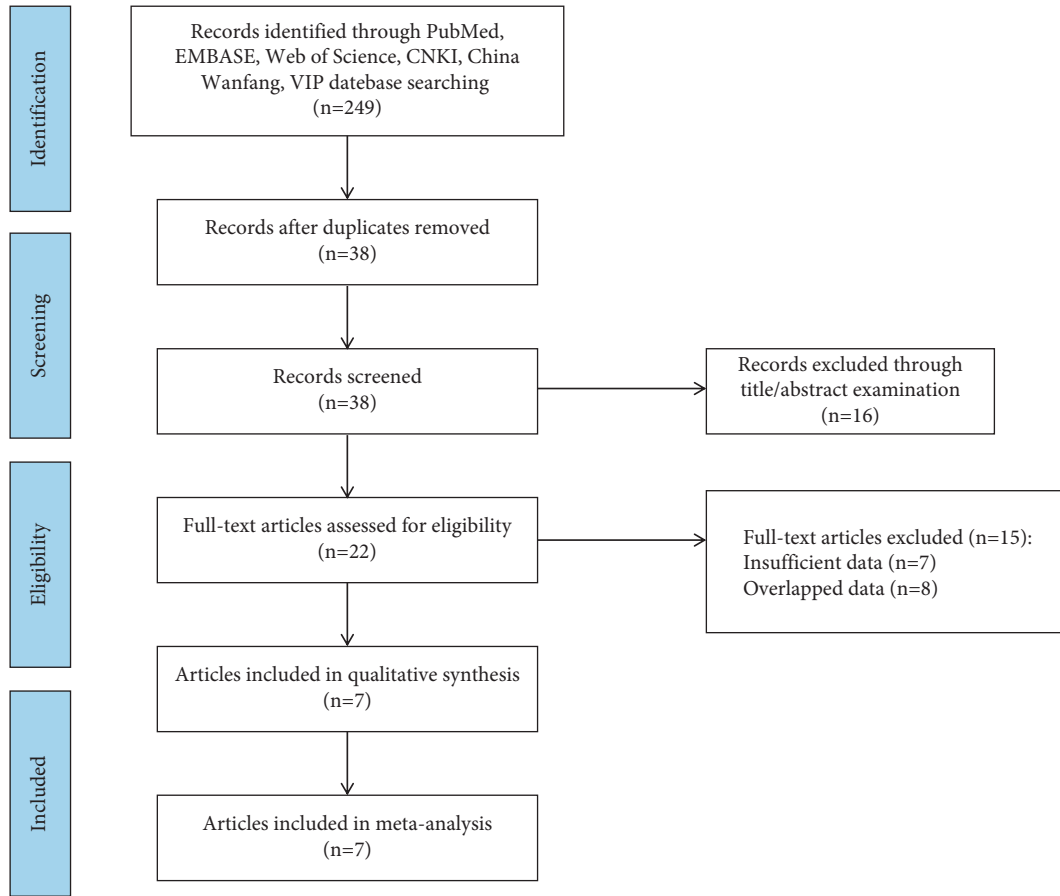 Identification
Records identified through PubMed,
EMBASE, Web of Science, CNKI, China
Wanfang, VIP datebase searching
(n=249)
Records after duplicates removed
(n=38)
Screening
Records screened
(n=38)
Records excluded through
title/abstract examination
(n=16)
Eligibility
Full-text articles assessed for eligibility
(n=22)
Full-text articles excluded (n=15):
Insufficient data (n=7)
Overlapped data (n=8)
Articles included in qualitative synthesis
(n=7)
Included
Articles included in meta-analysis
(n=7)